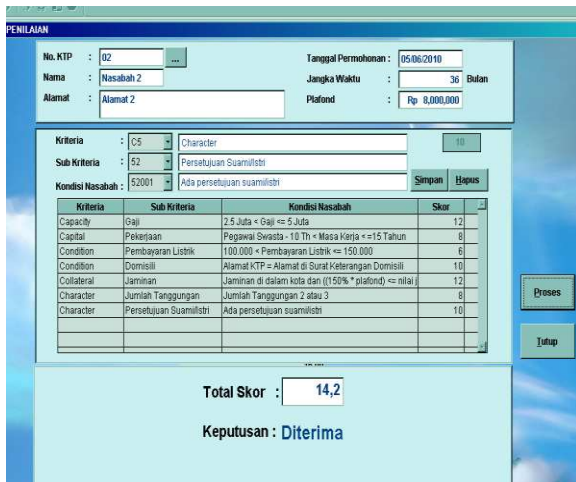 PENILAIAN
No. KTP : 02 ... Tanggal Permohonan : 05/06/2010
Nama : Nasabah 2 Jangka Waktu : 36 Bulan
Alamat : Alamat 2 Plafond : Rp 8,000,000
Kriteria : C5 Character 10
Sub Kriteria : 52 Persetujuan Suami/Istri
Kondisi Nasabah : 52001 Ada persetujuan suami/istri Simpan Hapus
Kriteria Sub Kriteria Kondisi Nasabah Skor
Capacity Gaji 2.5 Juta < Gaji <= 5 Juta 12
Capital Pekerjaan Pegawai Swasta - 10 Th < Masa Kerja < =15 Tahun 8
Condition Pembayaran Listrik 100.000 < Pembayaran Listrik <= 150.000 6
Condition Domisili Alamat KTP = Alamat di Surat Keterangan Domisili 10
Collateral Jaminan Jaminan di dalam kota dan ((150% * plafond) <= nilai j 12
Character Jumlah Tanggungan Jumlah Tanggungan 2 atau 3 8
Character Persetujuan Suami/Istri Ada persetujuan suami/istri 10
Proses
Tutup
Total Skor : 14,2
Keputusan : Diterima